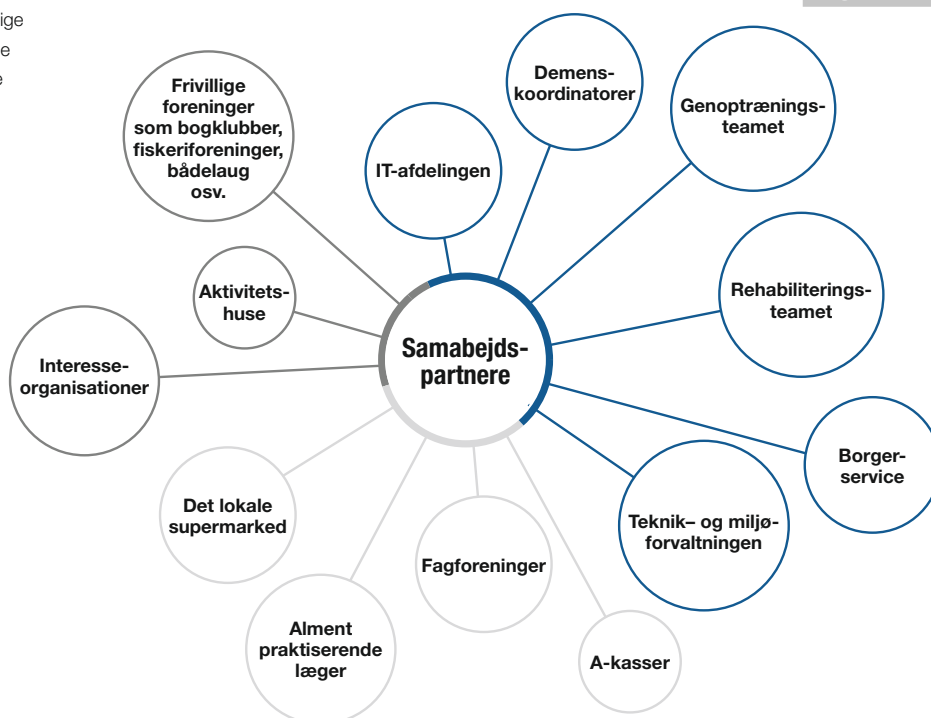 ige
e
e
Demens-
koordinatorer
Genoptrænings-
teamet
Frivillige
foreninger
som bogklubber,
fiskeriforeninger,
bådelaug
osv.
IT-afdelingen
Aktivitets-
huse
Rehabiliterings-
teamet
Samabejds-
partnere
Interesse-
organisationer
Borger-
service
Det lokale
supermarked
Teknik– og miljø-
forvaltningen
Fagforeninger
Alment
praktiserende
læger
A-kasser